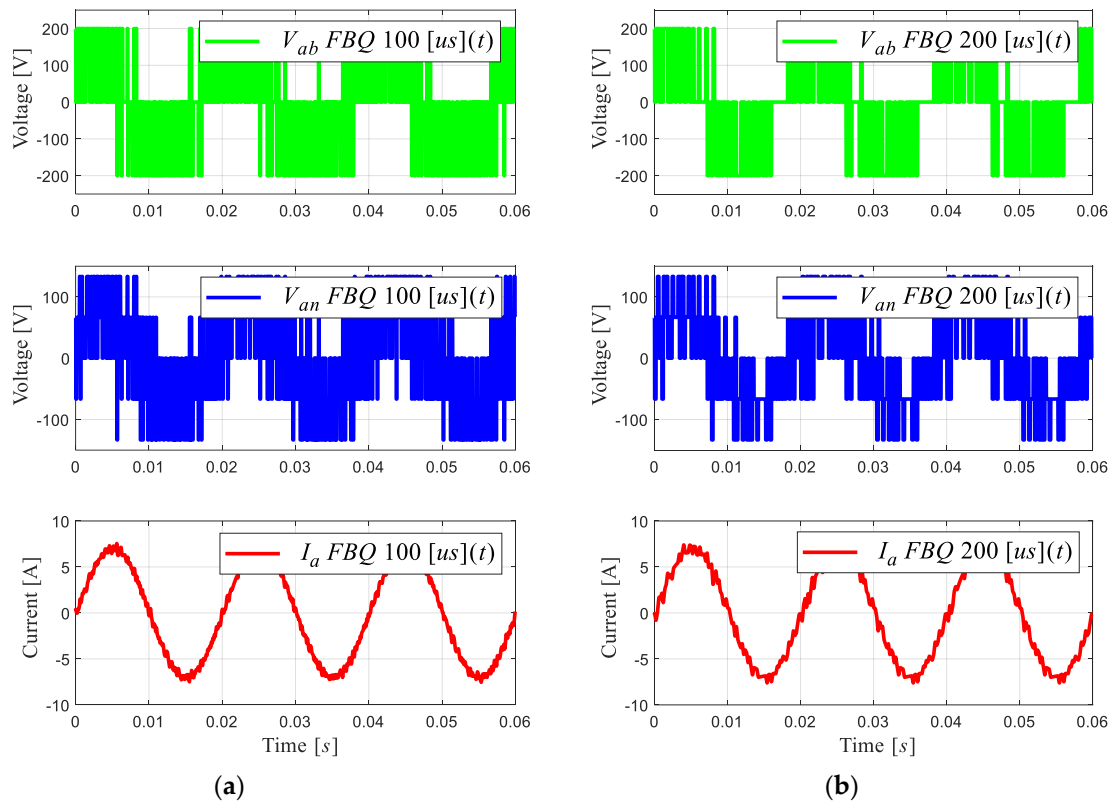 V_ab FBQ 100 [us](t)
Voltage [V]
200
100
0
-100
-200
0 0.01 0.02 0.03 0.04 0.05 0.06
V_an FBQ 100 [us](t)
Voltage [V]
100
0
-100
0 0.01 0.02 0.03 0.04 0.05 0.06
I_a FBQ 100 [us](t)
Current [A]
10
5
0
-5
-10
0 0.01 0.02 0.03 0.04 0.05 0.06
Time [s]
(a)
V_ab FBQ 200 [us](t)
Voltage [V]
200
100
0
-100
-200
0 0.01 0.02 0.03 0.04 0.05 0.06
V_an FBQ 200 [us](t)
Voltage [V]
100
0
-100
0 0.01 0.02 0.03 0.04 0.05 0.06
I_a FBQ 200 [us](t)
Current [A]
10
5
0
-5
-10
0 0.01 0.02 0.03 0.04 0.05 0.06
Time [s]
(b)